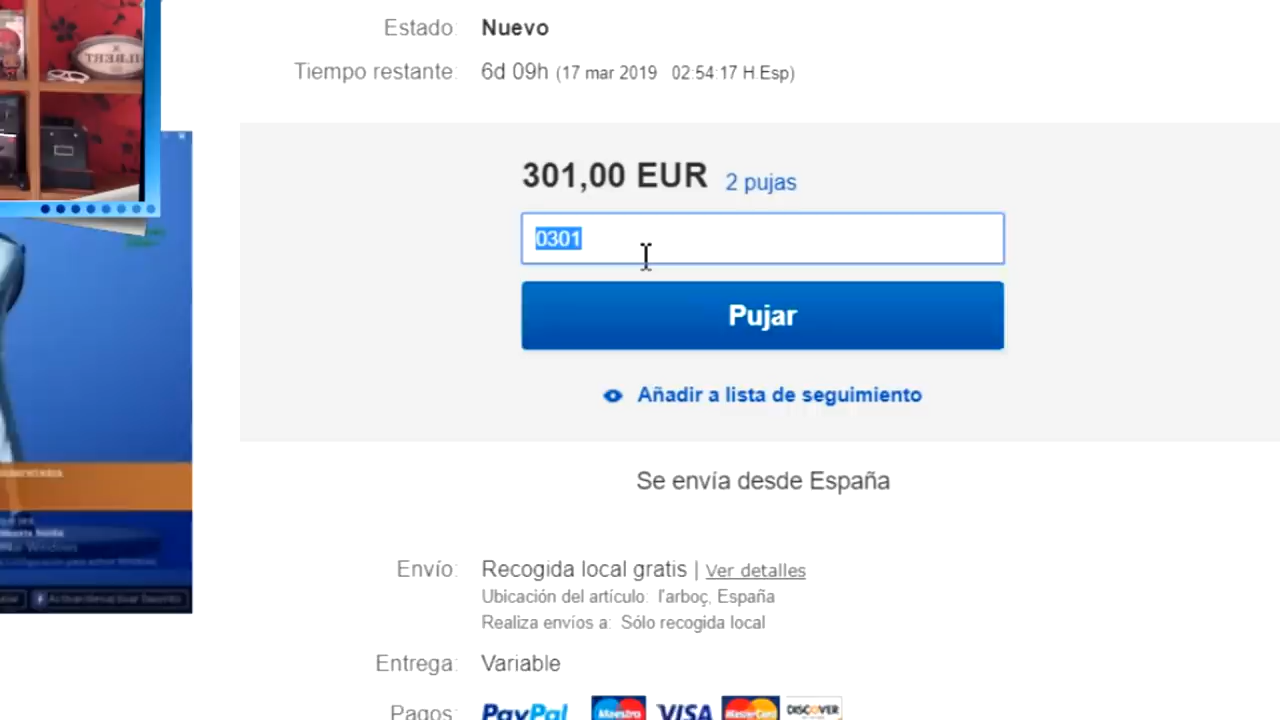 Estado: Nuevo
Tiempo restante: 6d 09h (17 mar 2019 02:54:17 H.Esp)
301,00 EUR 2 pujas
0301
Pujar
Añadir a lista de seguimiento
Se envía desde España
Envío: Recogida local gratis | Ver detalles
Ubicación del artículo: l'arboç, España
Realiza envíos a: Sólo recogida local
Entrega: Variable
Pagos: PayPal Maestro VISA MasterCard DISCOVER
GILBERT